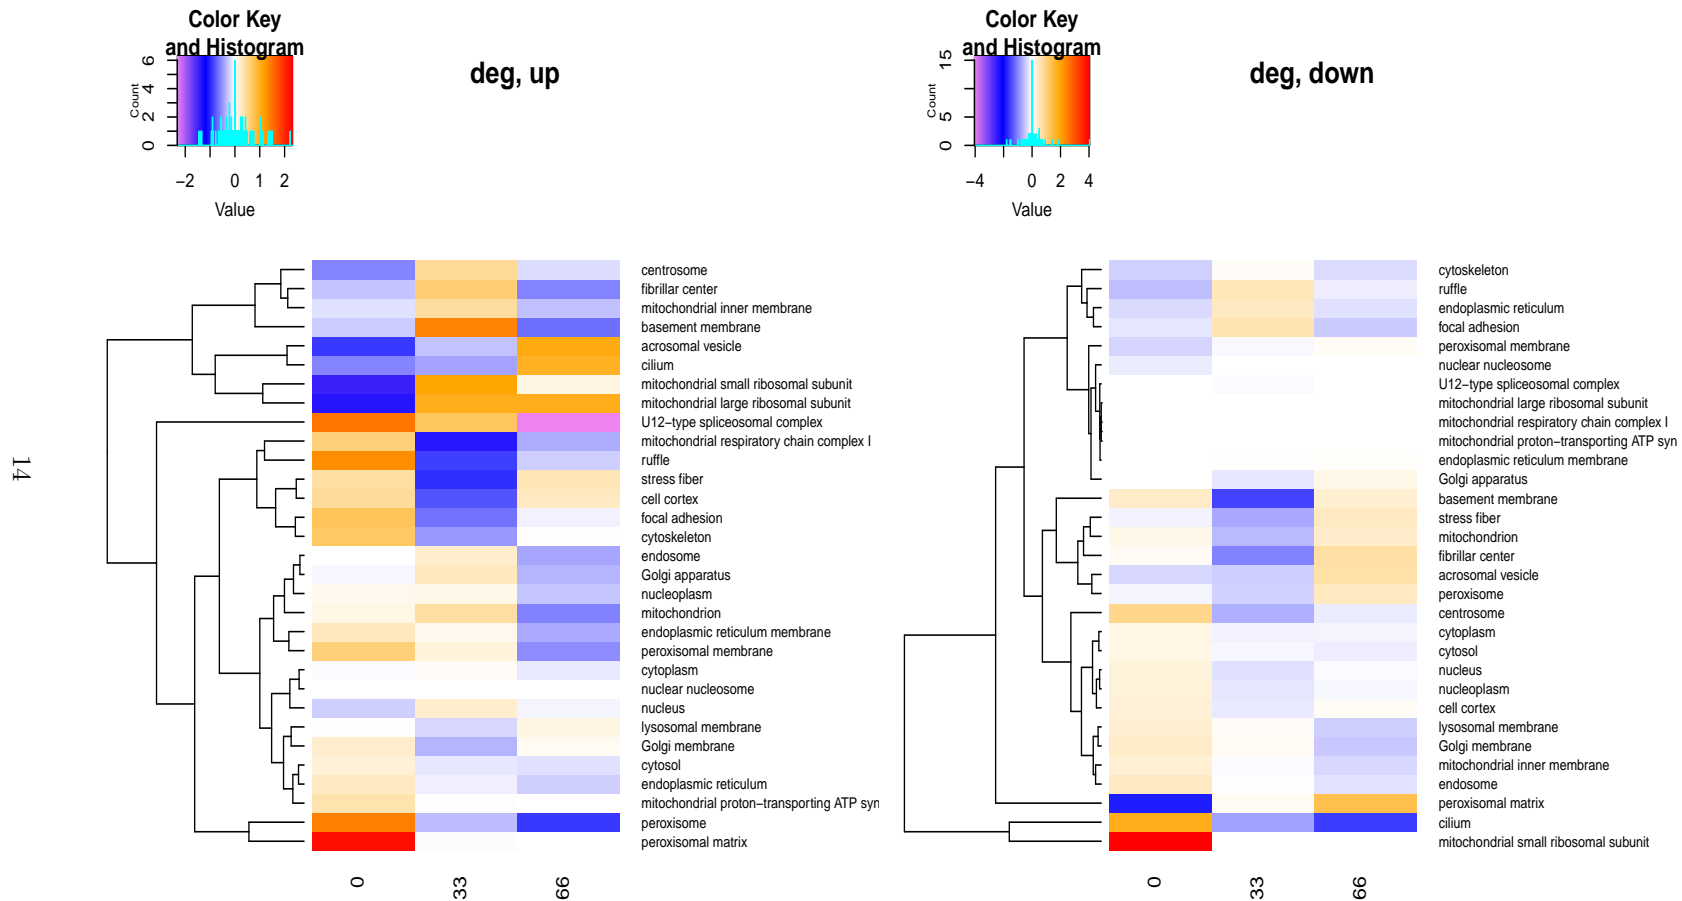 Color Key
and Histogram
deg, up
Count
0 2 4 6
−2 0 1 2
Value
centrosome
fibrillar center
mitochondrial inner membrane
basement membrane
acrosomal vesicle
cilium
mitochondrial small ribosomal subunit
mitochondrial large ribosomal subunit
U12−type spliceosomal complex
mitochondrial respiratory chain complex I
ruffle
stress fiber
cell cortex
focal adhesion
cytoskeleton
endosome
Golgi apparatus
nucleoplasm
mitochondrion
endoplasmic reticulum membrane
peroxisomal membrane
cytoplasm
nuclear nucleosome
nucleus
lysosomal membrane
Golgi membrane
cytosol
endoplasmic reticulum
mitochondrial proton−transporting ATP syn
peroxisome
peroxisomal matrix
0 33 66
Color Key
and Histogram
deg, down
Count
0 5 15
−4 0 2 4
Value
cytoskeleton
ruffle
endoplasmic reticulum
focal adhesion
peroxisomal membrane
nuclear nucleosome
U12−type spliceosomal complex
mitochondrial large ribosomal subunit
mitochondrial respiratory chain complex I
mitochondrial proton−transporting ATP syn
endoplasmic reticulum membrane
Golgi apparatus
basement membrane
stress fiber
mitochondrion
fibrillar center
acrosomal vesicle
peroxisome
centrosome
cytoplasm
cytosol
nucleus
nucleoplasm
cell cortex
lysosomal membrane
Golgi membrane
mitochondrial inner membrane
endosome
peroxisomal matrix
cilium
mitochondrial small ribosomal subunit
0 33 66
14